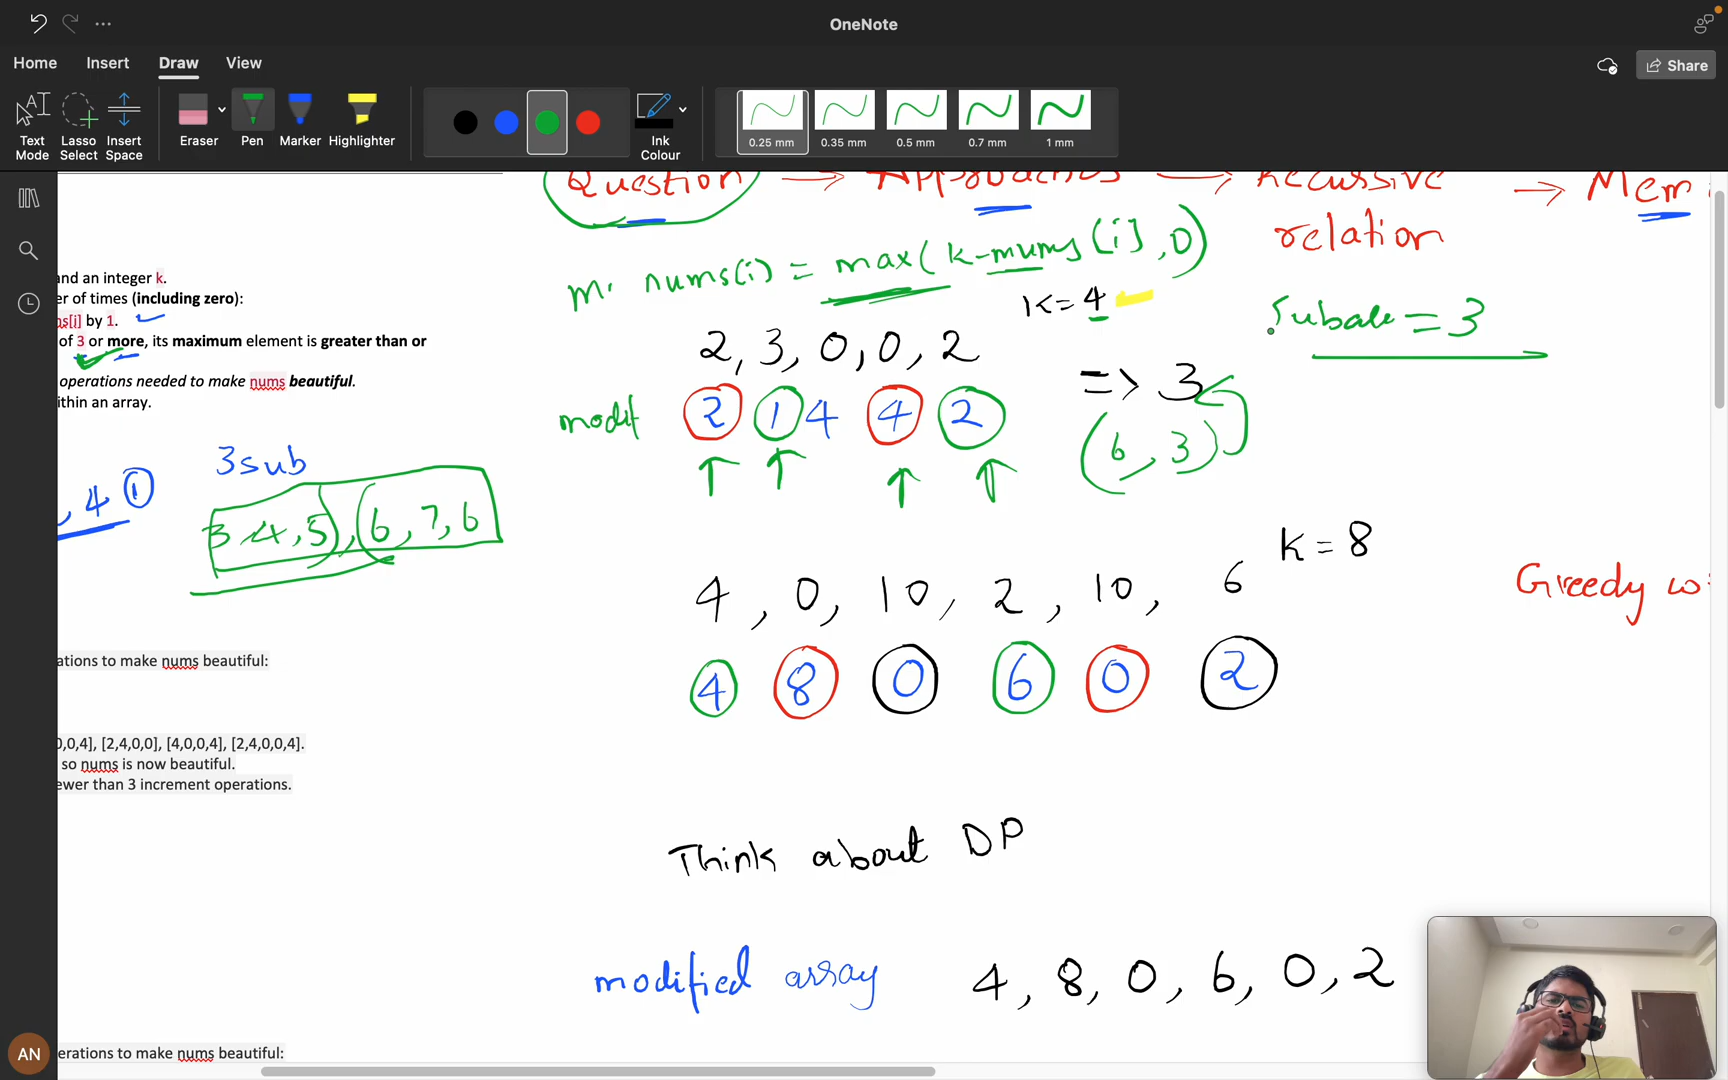 OneNote
Home Insert Draw View
Share
Text Mode
Lasso Select
Insert Space
Eraser
Pen
Marker
Highlighter
Ink Colour
0.25 mm
0.35 mm
0.5 mm
0.7 mm
1 mm
Question → Approaches → Recursive relation → Mem
m. nums(i) = max( k-nums[i], 0)
K=4
and an integer k.
er of times (including zero):
ns[i] by 1.
of 3 or more, its maximum element is greater than or
operations needed to make nums beautiful.
ithin an array.
= 3
2, 3, 0, 0, 2
=> 3
modif 2 1 4 4 2
(6, 3)
3 sub
, 4 1
3, 4, 5), (6, 7, 6
K = 8
4, 0, 10, 2, 10, 6
Greedy
4 8 0 6 0 2
ations to make nums beautiful:
0,0,4], [2,4,0,0], [4,0,0,4], [2,4,0,0,4].
so nums is now beautiful.
ewer than 3 increment operations.
Think about DP
modified array 4, 8, 0, 6, 0, 2
AN
erations to make nums beautiful: